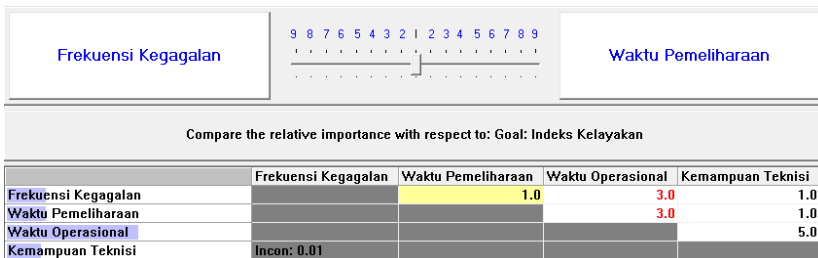 9 8 7 6 5 4 3 2 1 2 3 4 5 6 7 8 9
Frekuensi Kegagalan
Waktu Pemeliharaan
Compare the relative importance with respect to: Goal: Indeks Kelayakan
Frekuensi Kegagalan Waktu Pemeliharaan Waktu Operasional Kemampuan Teknisi
Frekuensi Kegagalan 1.0 3.0 1.0
Waktu Pemeliharaan 3.0 1.0
Waktu Operasional 5.0
Kemampuan Teknisi Incon: 0.01